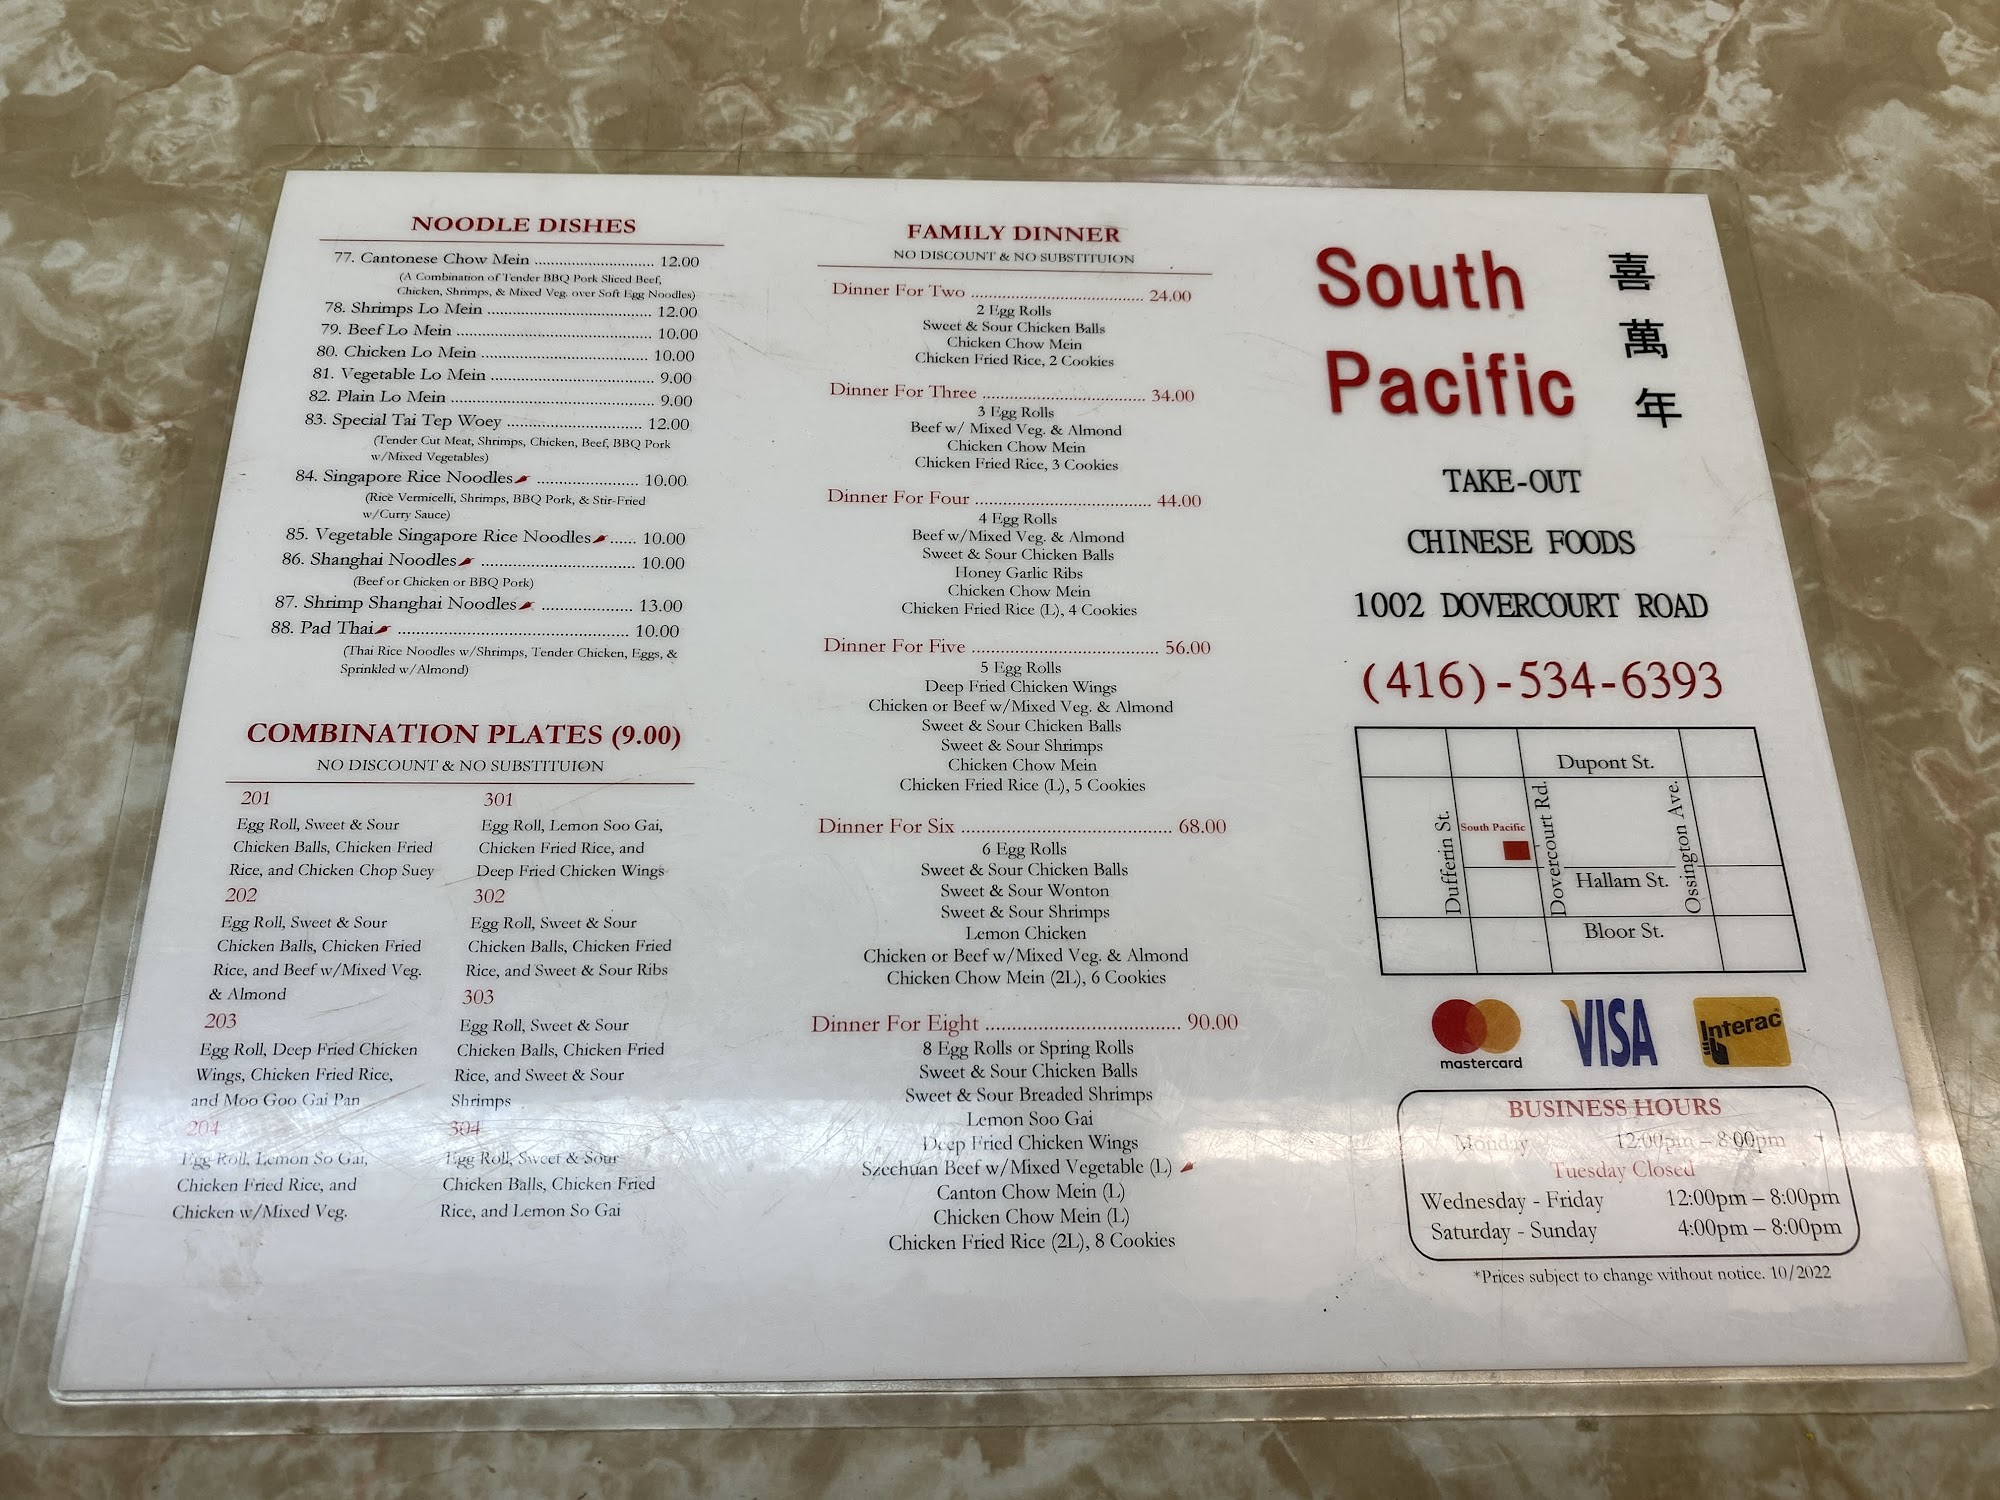 NOODLE DISHES
77. Cantonese Chow Mein .......................... 12.00
(A Combination of Tender BBQ Pork Sliced Beef,
Chicken, Shrimps, & Mixed Veg. over Soft Egg Noodles)
78. Shrimps Lo Mein .................................... 12.00
79. Beef Lo Mein .......................................... 10.00
80. Chicken Lo Mein ..................................... 10.00
81. Vegetable Lo Mein .................................... 9.00
82. Plain Lo Mein ............................................. 9.00
83. Special Tai Tep Woey .............................. 12.00
(Tender Cut Meat, Shrimps, Chicken, Beef, BBQ Pork
w/Mixed Vegetables)
84. Singapore Rice Noodles ...................... 10.00
(Rice Vermicelli, Shrimps, BBQ Pork, & Stir-Fried
w/Curry Sauce)
85. Vegetable Singapore Rice Noodles ...... 10.00
86. Shanghai Noodles .................................. 10.00
(Beef or Chicken or BBQ Pork)
87. Shrimp Shanghai Noodles .................... 13.00
88. Pad Thai .................................................. 10.00
(Thai Rice Noodles w/Shrimps, Tender Chicken, Eggs, &
Sprinkled w/Almond)
COMBINATION PLATES (9.00)
NO DISCOUNT & NO SUBSTITUION
201
Egg Roll, Sweet & Sour
Chicken Balls, Chicken Fried
Rice, and Chicken Chop Suey
202
Egg Roll, Sweet & Sour
Chicken Balls, Chicken Fried
Rice, and Beef w/Mixed Veg.
& Almond
203
Egg Roll, Deep Fried Chicken
Wings, Chicken Fried Rice,
and Moo Goo Gai Pan
204
Egg Roll, Lemon So Gai,
Chicken Fried Rice, and
Chicken w/Mixed Veg.
301
Egg Roll, Lemon Soo Gai,
Chicken Fried Rice, and
Deep Fried Chicken Wings
302
Egg Roll, Sweet & Sour
Chicken Balls, Chicken Fried
Rice, and Sweet & Sour Ribs
303
Egg Roll, Sweet & Sour
Chicken Balls, Chicken Fried
Rice, and Sweet & Sour
Shrimps
304
Egg Roll, Sweet & Sour
Chicken Balls, Chicken Fried
Rice, and Lemon So Gai
FAMILY DINNER
NO DISCOUNT & NO SUBSTITUION
Dinner For Two ...................................... 24.00
2 Egg Rolls
Sweet & Sour Chicken Balls
Chicken Chow Mein
Chicken Fried Rice, 2 Cookies
Dinner For Three .................................... 34.00
3 Egg Rolls
Beef w/ Mixed Veg. & Almond
Chicken Chow Mein
Chicken Fried Rice, 3 Cookies
Dinner For Four ...................................... 44.00
4 Egg Rolls
Beef w/Mixed Veg. & Almond
Sweet & Sour Chicken Balls
Honey Garlic Ribs
Chicken Chow Mein
Chicken Fried Rice (L), 4 Cookies
Dinner For Five ...................................... 56.00
5 Egg Rolls
Deep Fried Chicken Wings
Chicken or Beef w/Mixed Veg. & Almond
Sweet & Sour Chicken Balls
Sweet & Sour Shrimps
Chicken Chow Mein
Chicken Fried Rice (L), 5 Cookies
Dinner For Six ........................................ 68.00
6 Egg Rolls
Sweet & Sour Chicken Balls
Sweet & Sour Wonton
Sweet & Sour Shrimps
Lemon Chicken
Chicken or Beef w/Mixed Veg. & Almond
Chicken Chow Mein (2L), 6 Cookies
Dinner For Eight .................................... 90.00
8 Egg Rolls or Spring Rolls
Sweet & Sour Chicken Balls
Sweet & Sour Breaded Shrimps
Lemon Soo Gai
Deep Fried Chicken Wings
Szechuan Beef w/Mixed Vegetable (L)
Canton Chow Mein (L)
Chicken Chow Mein (L)
Chicken Fried Rice (2L), 8 Cookies
South
Pacific
喜萬年
TAKE-OUT
CHINESE FOODS
1002 DOVERCOURT ROAD
(416)-534-6393
Dupont St.
Dufferin St.
South Pacific
Dovercourt Rd.
Ossington Ave.
Hallam St.
Bloor St.
mastercard
VISA
Interac
BUSINESS HOURS
Monday 12:00pm – 8:00pm
Tuesday Closed
Wednesday - Friday 12:00pm – 8:00pm
Saturday - Sunday 4:00pm – 8:00pm
*Prices subject to change without notice. 10/2022